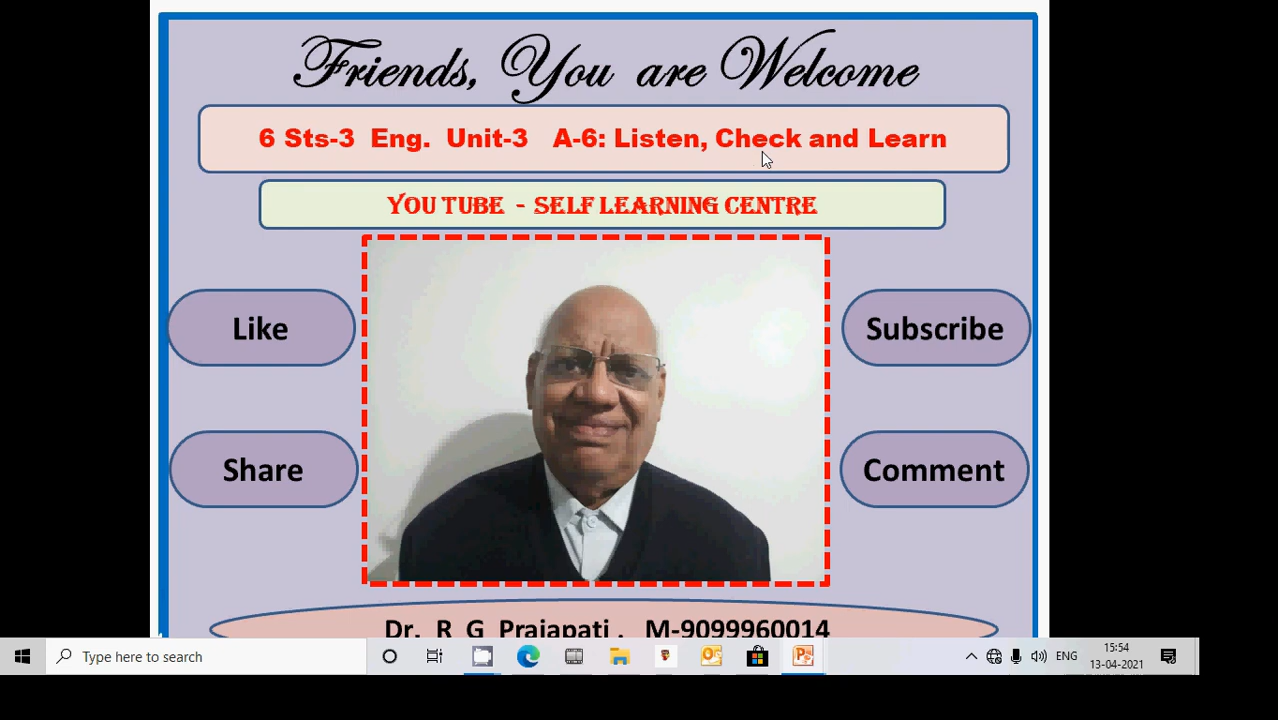 Friends, You are Welcome
6 Sts-3 Eng. Unit-3 A-6: Listen, Check and Learn
YOU TUBE - SELF LEARNING CENTRE
Like
Subscribe
Share
Comment
Dr. R G Prajapati . M-9099960014
Type here to search
ENG
15:54
13-04-2021